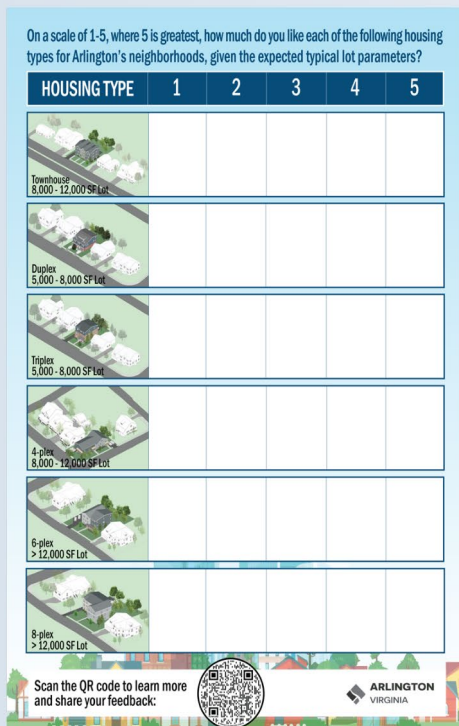 On a scale of 1-5, where 5 is greatest, how much do you like each of the following housing
types for Arlington's neighborhoods, given the expected typical lot parameters?
HOUSING TYPE 1 2 3 4 5
Townhouse
8,000 - 12,000 SF Lot
Duplex
5,000 - 8,000 SF Lot
Triplex
5,000 - 8,000 SF Lot
4-plex
8,000 - 12,000 SF Lot
6-plex
> 12,000 SF Lot
8-plex
> 12,000 SF Lot
Scan the QR code to learn more
and share your feedback:
ARLINGTON
VIRGINIA